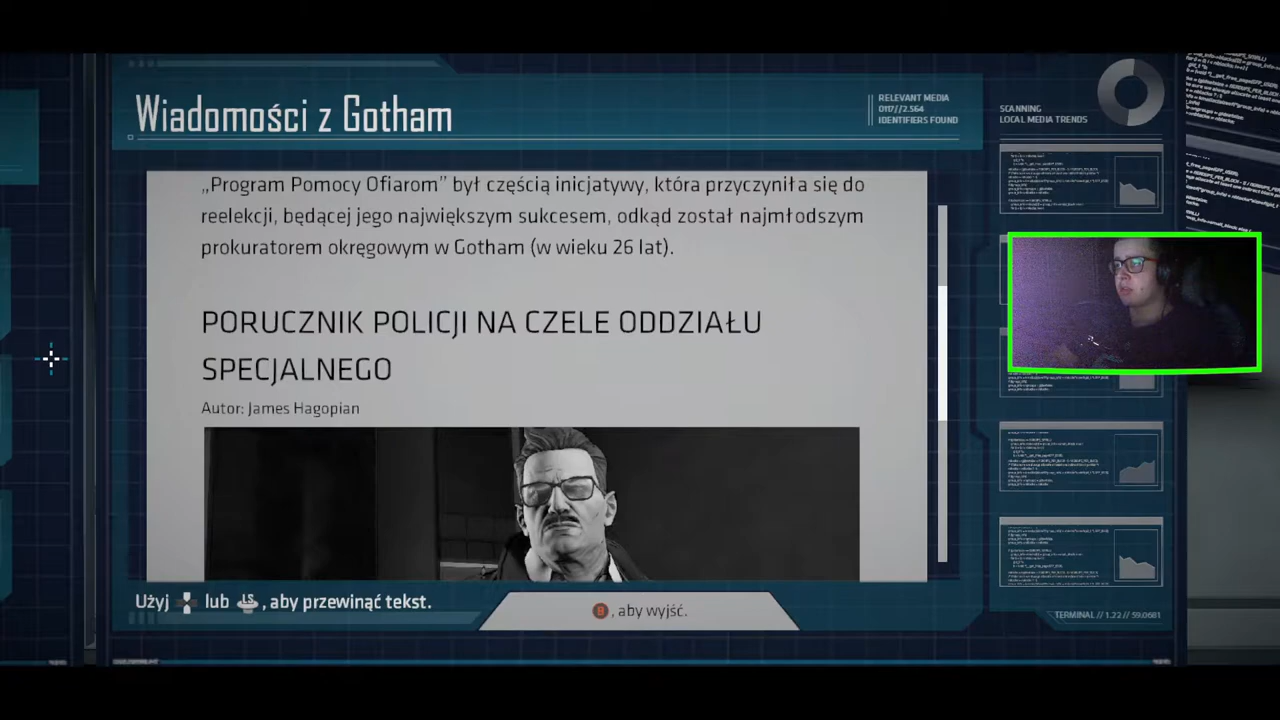 Wiadomości z Gotham
RELEVANT MEDIA
0117//2.564
IDENTIFIERS FOUND
SCANNING
LOCAL MEDIA TRENDS
„Program Pomocy Ofiarom” był częścią inicjatywy, która przyczyniła się do
reelekcji, będącej jego największym sukcesem, odkąd został najmłodszym
prokuratorem okręgowym w Gotham (w wieku 26 lat).
PORUCZNIK POLICJI NA CZELE ODDZIAŁU
SPECJALNEGO
Autor: James Hagopian
Użyj lub LS, aby przewinąć tekst.
B, aby wyjść.
TERMINAL // 1.22 // 59.0681